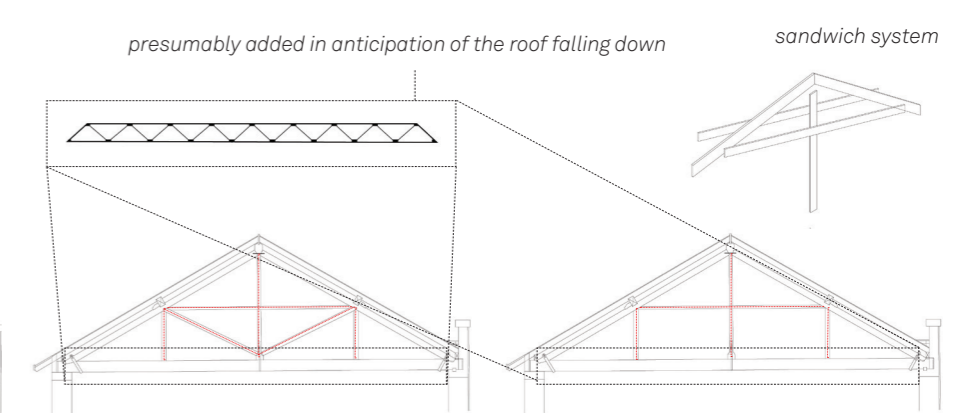 presumably added in anticipation of the roof falling down
sandwich system